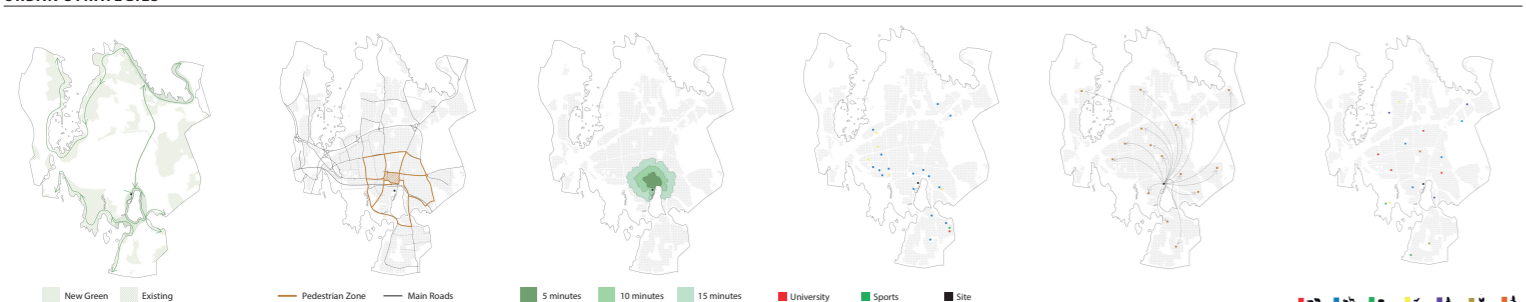 New Green
Existing
Pedestrian Zone
Main Roads
5 minutes
10 minutes
15 minutes
University
Sports
Site